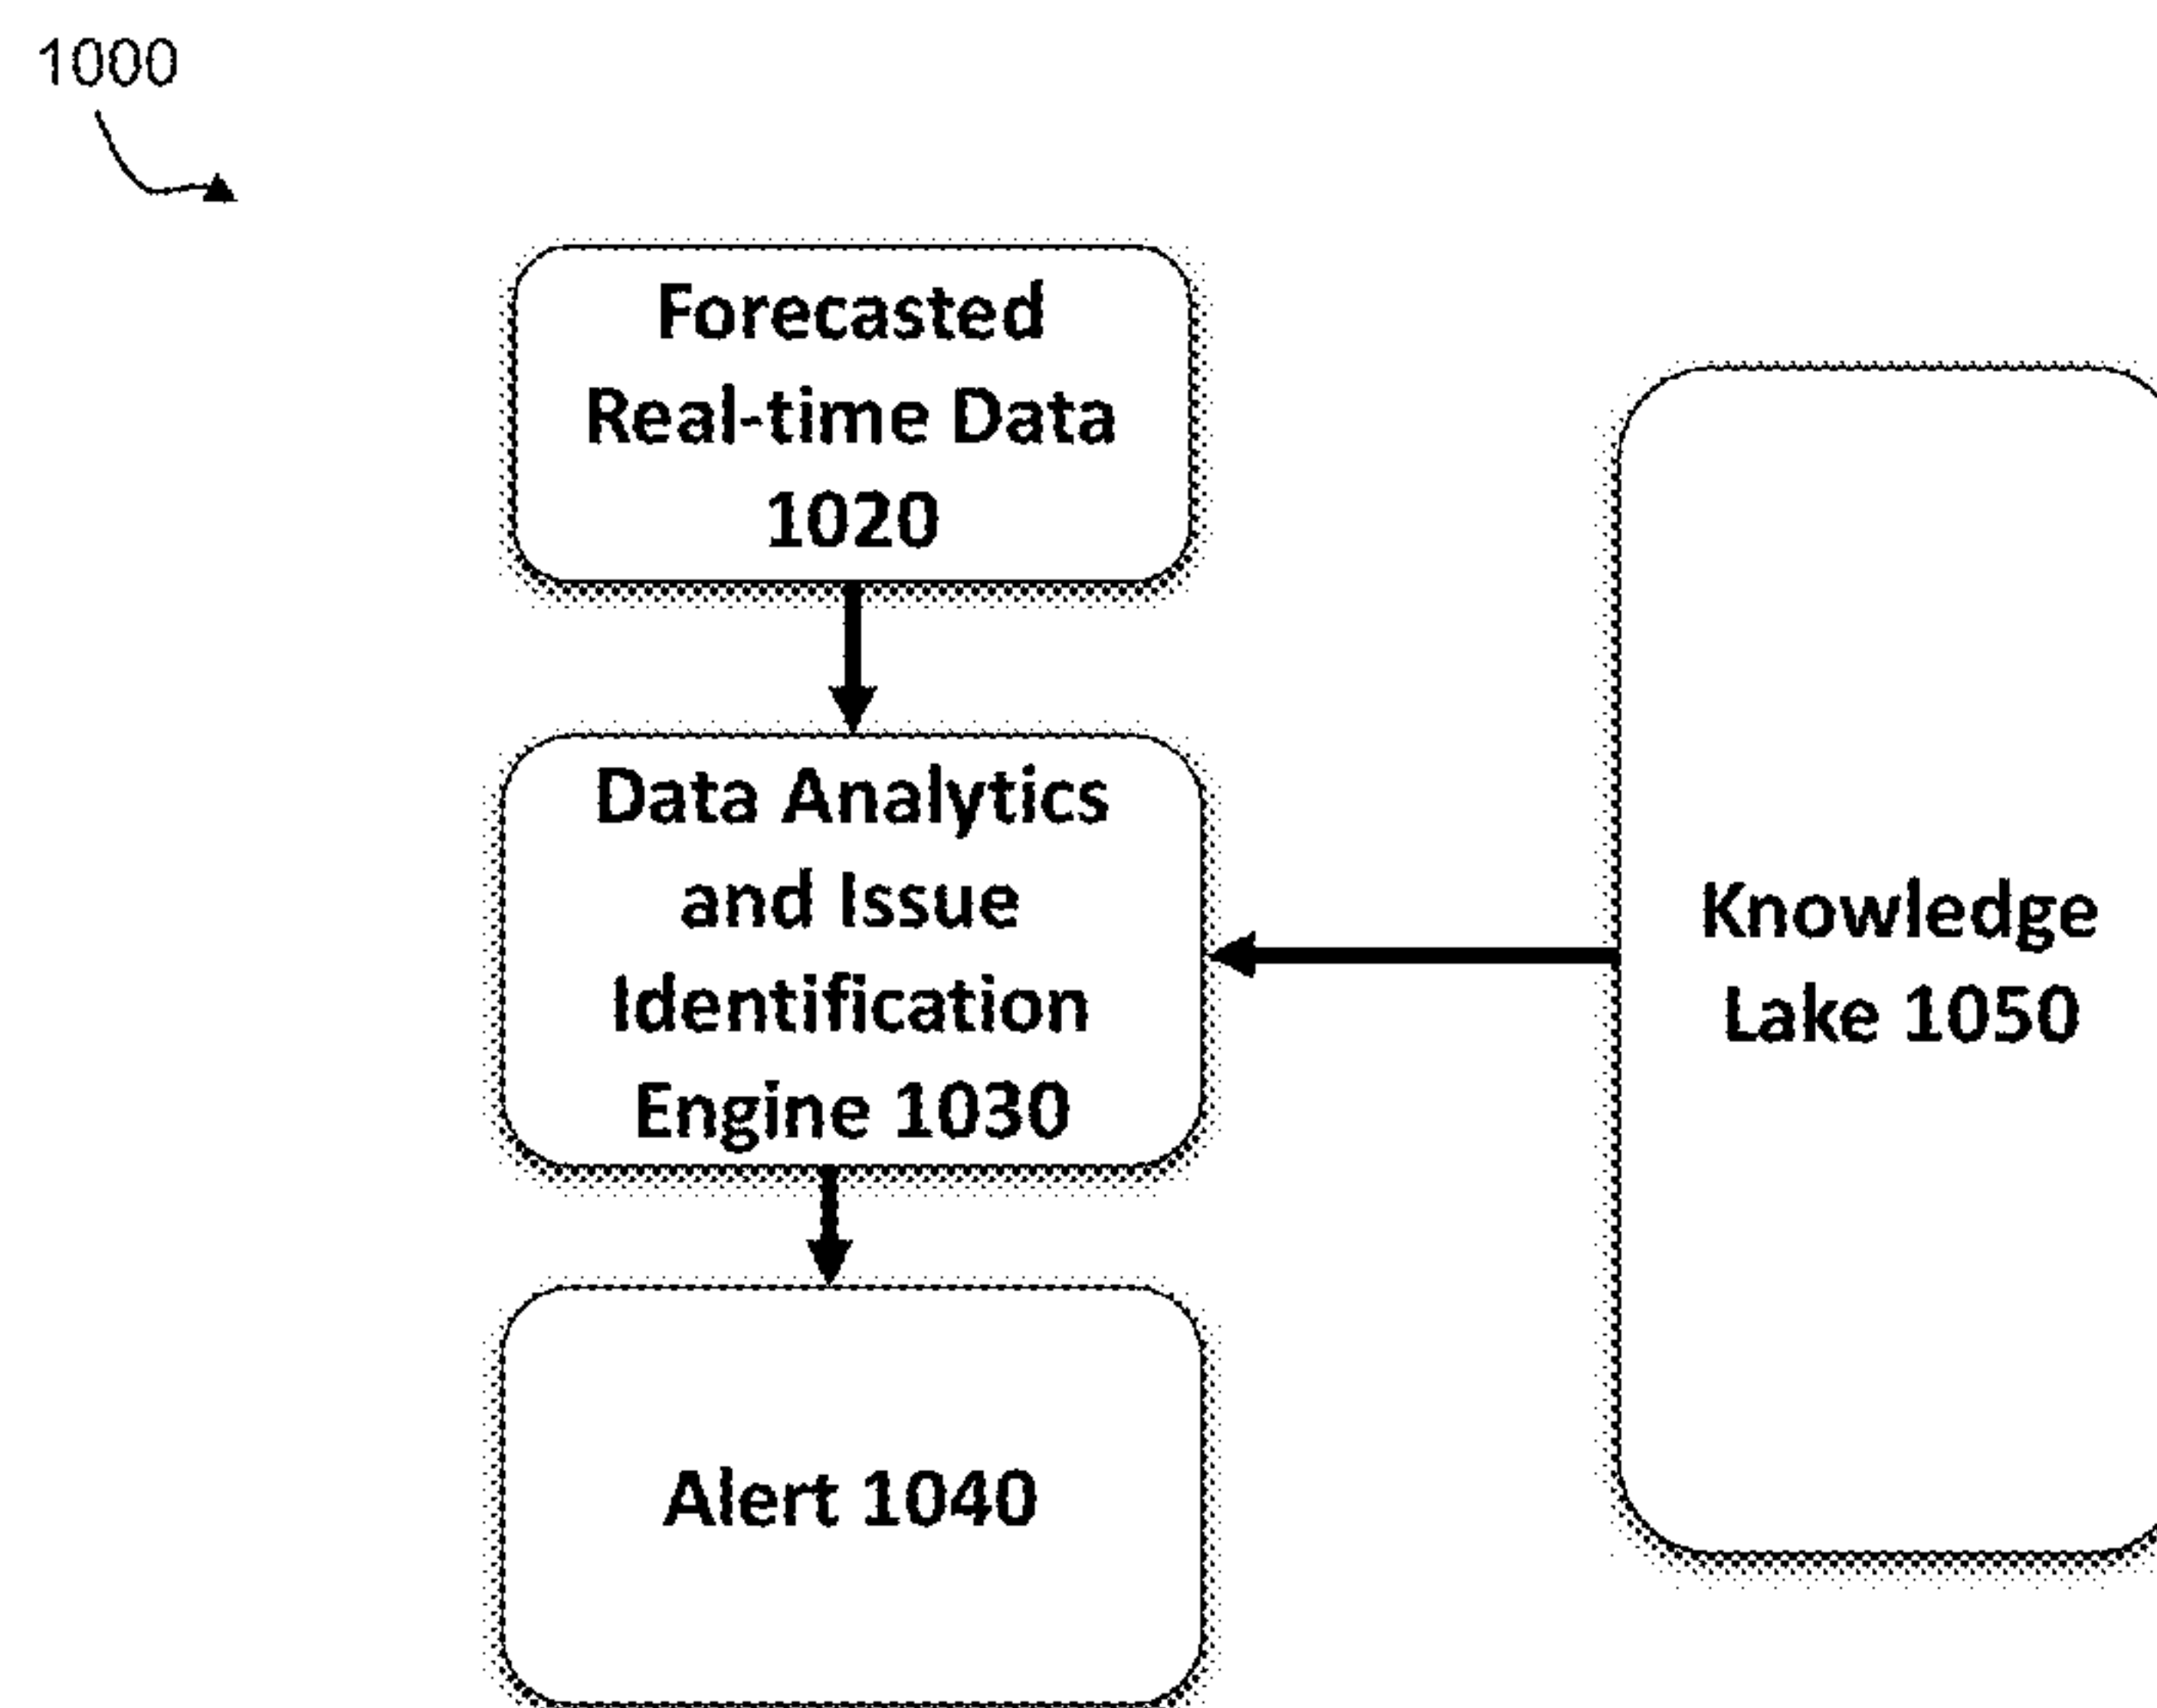 1000
Forecasted
Real-time Data
1020
Data Analytics
and Issue
Identification
Engine 1030
Knowledge
Lake 1050
Alert 1040